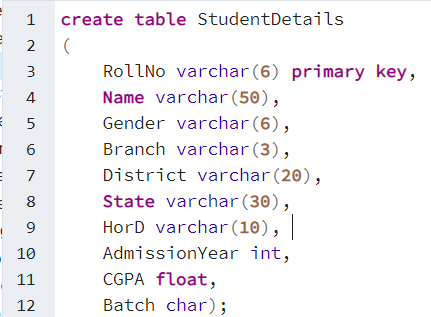 1 create table StudentDetails
2 (
3 RollNo varchar(6) primary key,
4 Name varchar(50),
5 Gender varchar(6),
6 Branch varchar(3),
7 District varchar(20),
8 State varchar(30),
9 HorD varchar(10),
10 AdmissionYear int,
11 CGPA float,
12 Batch char);